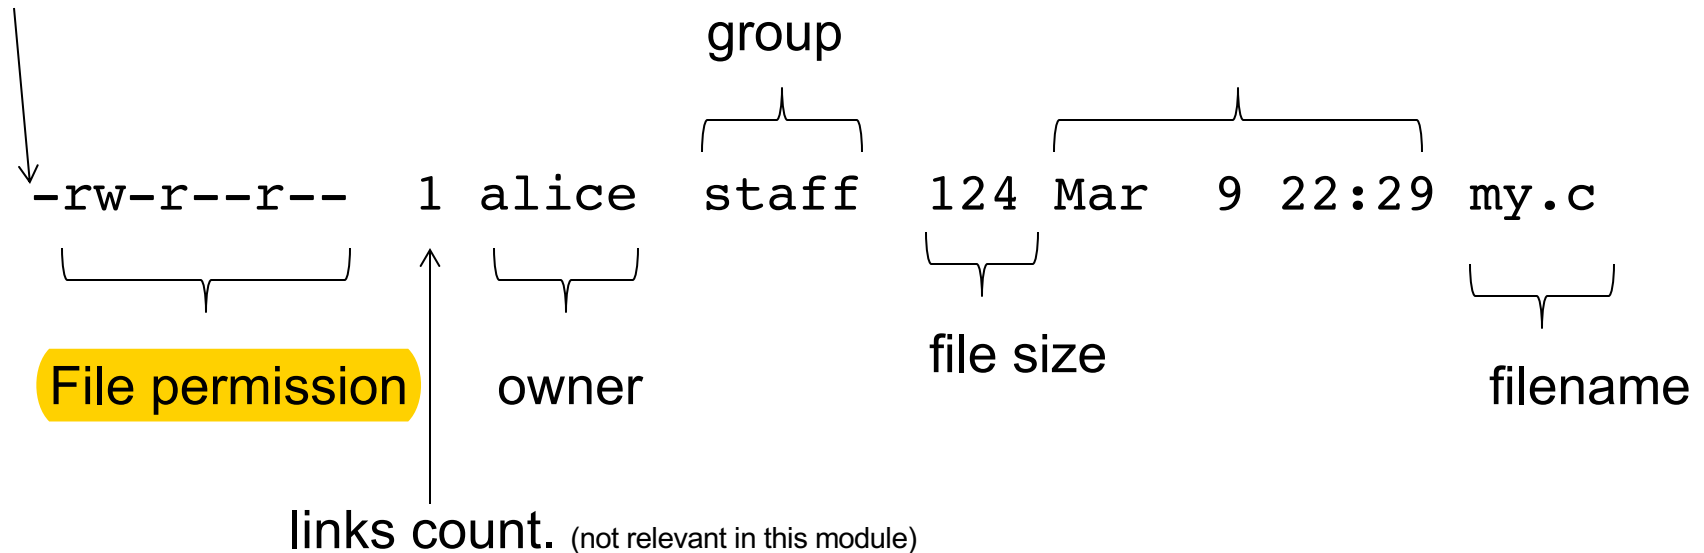 group
-rw-r--r-- 1 alice staff 124 Mar 9 22:29 my.c
File permission owner file size filename
links count. (not relevant in this module)